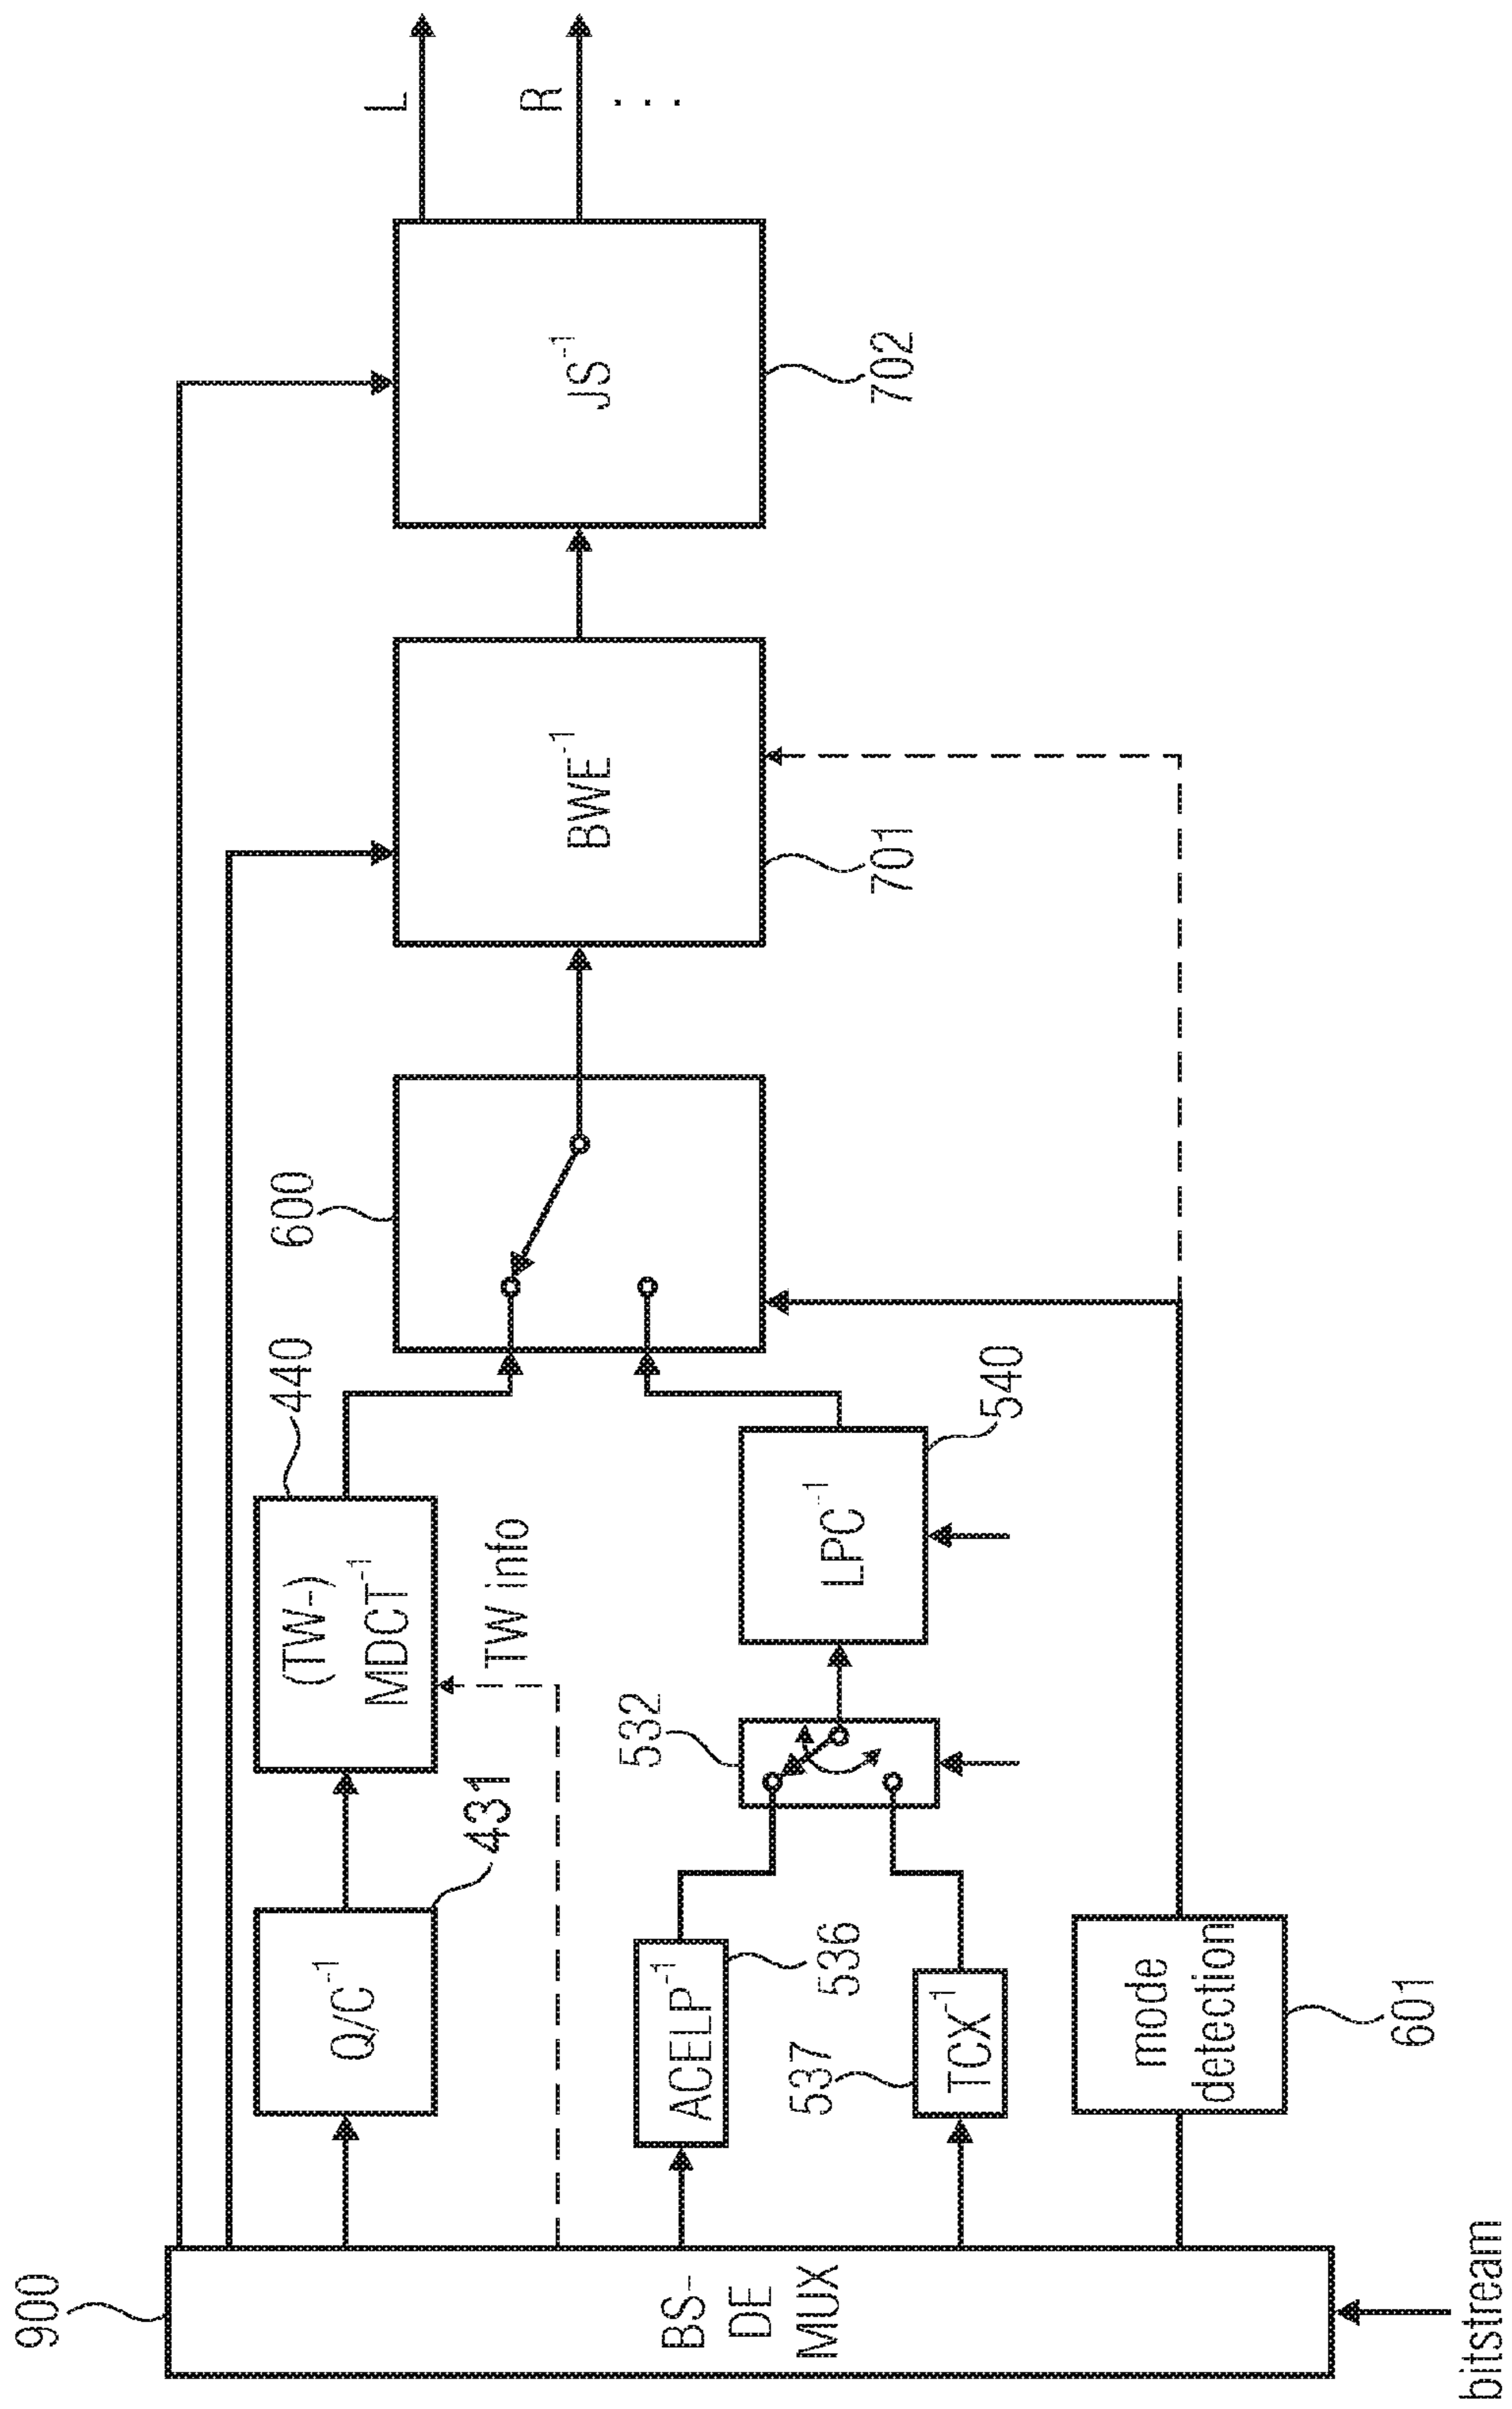 900
BS-
DE
MUX
bitstream
Q/C⁻¹
431
(TW-)
MDCT⁻¹
440
TW info
ACELP⁻¹
536
TCX⁻¹
537
532
LPC⁻¹
540
mode
detection
601
600
BWE⁻¹
701
JS⁻¹
702
L
R
...